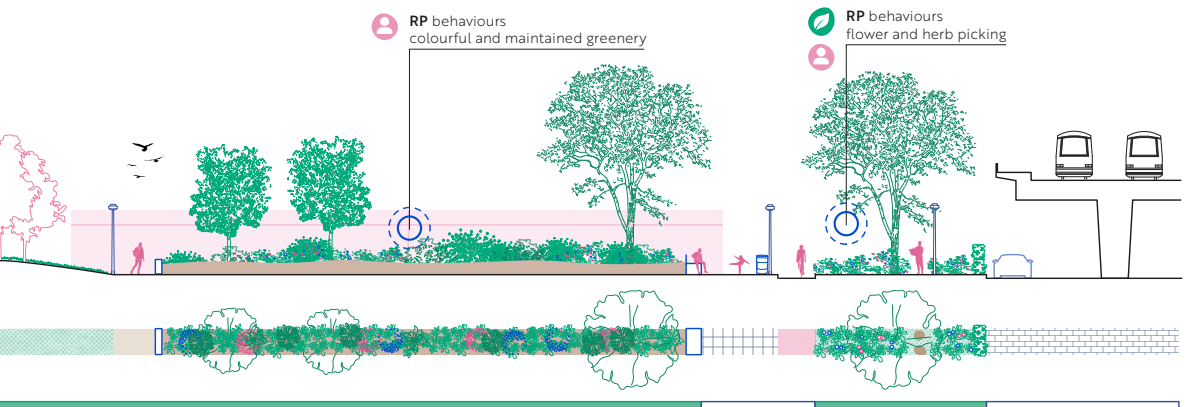 RP behaviours
colourful and maintained greenery
RP behaviours
flower and herb picking